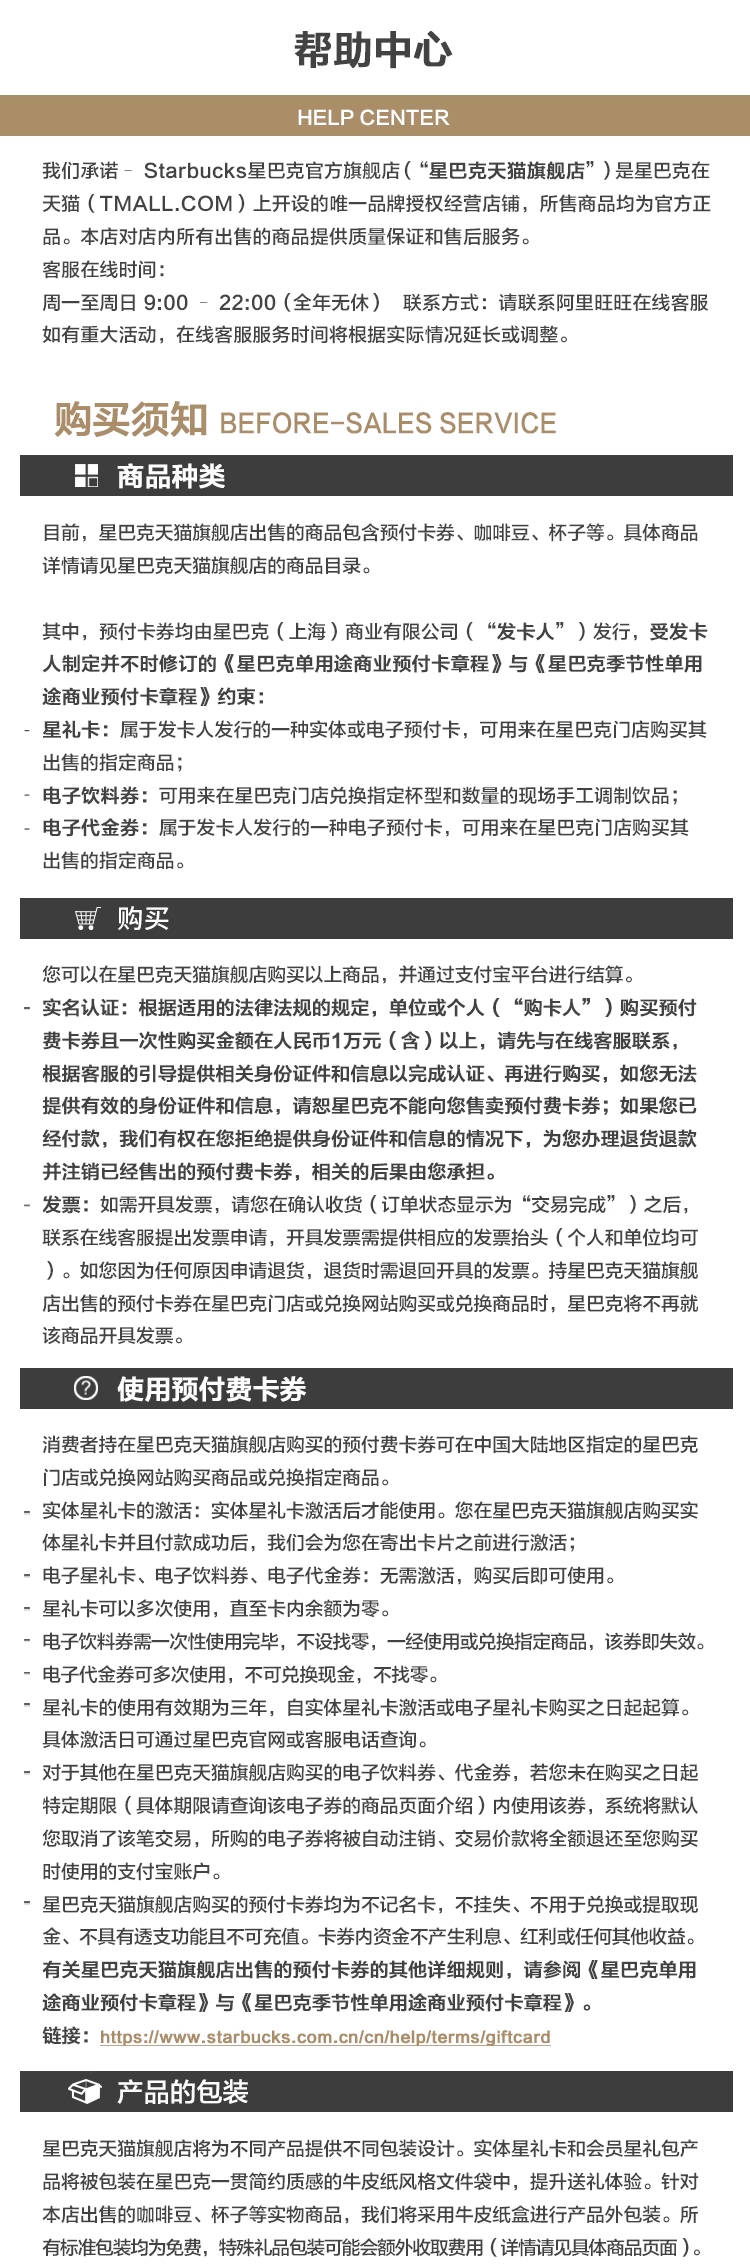 帮助中心
HELP CENTER
我们承诺 - Starbucks星巴克官方旗舰店(“星巴克天猫旗舰店”)是星巴克在
天猫(TMALL.COM)上开设的唯一品牌授权经营店铺，所售商品均为官方正
品。本店对店内所有出售的商品提供质量保证和售后服务。
客服在线时间：
周一至周日 9:00 - 22:00(全年无休) 联系方式：请联系阿里旺旺在线客服
如有重大活动，在线客服服务时间将根据实际情况延长或调整。
购买须知 BEFORE-SALES SERVICE
商品种类
目前，星巴克天猫旗舰店出售的商品包含预付卡券、咖啡豆、杯子等。具体商品
详情请见星巴克天猫旗舰店的商品目录。
其中，预付卡券均由星巴克(上海)商业有限公司(“发卡人”)发行，受发卡
人制定并不时修订的《星巴克单用途商业预付卡章程》与《星巴克季节性单用
途商业预付卡章程》约束：
- 星礼卡：属于发卡人发行的一种实体或电子预付卡，可用来在星巴克门店购买其
出售的指定商品；
- 电子饮料券：可用来在星巴克门店兑换指定杯型和数量的现场手工调制饮品；
- 电子代金券：属于发卡人发行的一种电子预付卡，可用来在星巴克门店购买其
出售的指定商品。
购买
您可以在星巴克天猫旗舰店购买以上商品，并通过支付宝平台进行结算。
- 实名认证：根据适用的法律法规的规定，单位或个人(“购卡人”)购买预付
费卡券且一次性购买金额在人民币1万元(含)以上，请先与在线客服联系，
根据客服的引导提供相关身份证件和信息以完成认证、再进行购买，如您无法
提供有效的身份证件和信息，请恕星巴克不能向您售卖预付费卡券；如果您已
经付款，我们有权在您拒绝提供身份证件和信息的情况下，为您办理退货退款
并注销已经售出的预付费卡券，相关的后果由您承担。
- 发票：如需开具发票，请您在确认收货(订单状态显示为“交易完成”)之后，
联系在线客服提出发票申请，开具发票需提供相应的发票抬头(个人和单位均可
)。如您因为任何原因申请退货，退货时需退回开具的发票。持星巴克天猫旗舰
店出售的预付卡券在星巴克门店或兑换网站购买或兑换商品时，星巴克将不再就
该商品开具发票。
使用预付费卡券
消费者持在星巴克天猫旗舰店购买的预付费卡券可在中国大陆地区指定的星巴克
门店或兑换网站购买商品或兑换指定商品。
- 实体星礼卡的激活：实体星礼卡激活后才能使用。您在星巴克天猫旗舰店购买实
体星礼卡并且付款成功后，我们会为您在寄出卡片之前进行激活；
- 电子星礼卡、电子饮料券、电子代金券：无需激活，购买后即可使用。
- 星礼卡可以多次使用，直至卡内余额为零。
- 电子饮料券需一次性使用完毕，不设找零，一经使用或兑换指定商品，该券即失效。
- 电子代金券可多次使用，不可兑换现金，不找零。
- 星礼卡的使用有效期为三年，自实体星礼卡激活或电子星礼卡购买之日起起算。
具体激活日可通过星巴克官网或客服电话查询。
- 对于其他在星巴克天猫旗舰店购买的电子饮料券、代金券，若您未在购买之日起
特定期限(具体期限请查询该电子券的商品页面介绍)内使用该券，系统将默认
您取消了该笔交易，所购的电子券将被自动注销、交易价款将全额退还至您购买
时使用的支付宝账户。
- 星巴克天猫旗舰店购买的预付卡券均为不记名卡，不挂失、不用于兑换或提取现
金、不具有透支功能且不可充值。卡券内资金不产生利息、红利或任何其他收益。
有关星巴克天猫旗舰店出售的预付卡券的其他详细规则，请参阅《星巴克单用
途商业预付卡章程》与《星巴克季节性单用途商业预付卡章程》。
链接：https://www.starbucks.com.cn/cn/help/terms/giftcard
产品的包装
星巴克天猫旗舰店将为不同产品提供不同包装设计。实体星礼卡和会员星礼包产
品将被包装在星巴克一贯简约质感的牛皮纸风格文件袋中，提升送礼体验。针对
本店出售的咖啡豆、杯子等实物商品，我们将采用牛皮纸盒进行产品外包装。所
有标准包装均为免费，特殊礼品包装可能会额外收取费用(详情请见具体商品页面)。